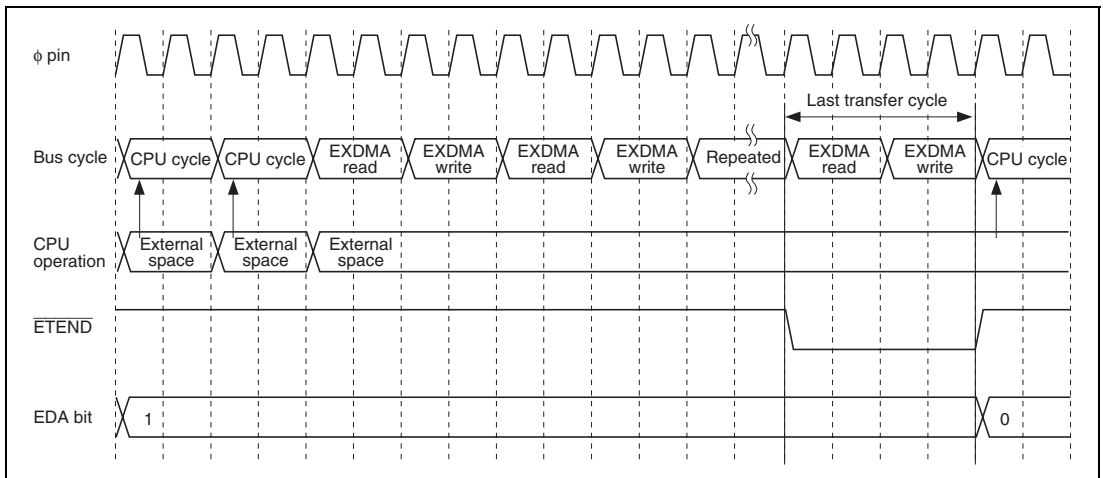 φ pin
Last transfer cycle
Bus cycle
CPU cycle
CPU cycle
EXDMA
read
EXDMA
write
EXDMA
read
EXDMA
write
Repeated
EXDMA
read
EXDMA
write
CPU cycle
CPU
operation
External
space
External
space
External
space
ETEND
EDA bit
1
0